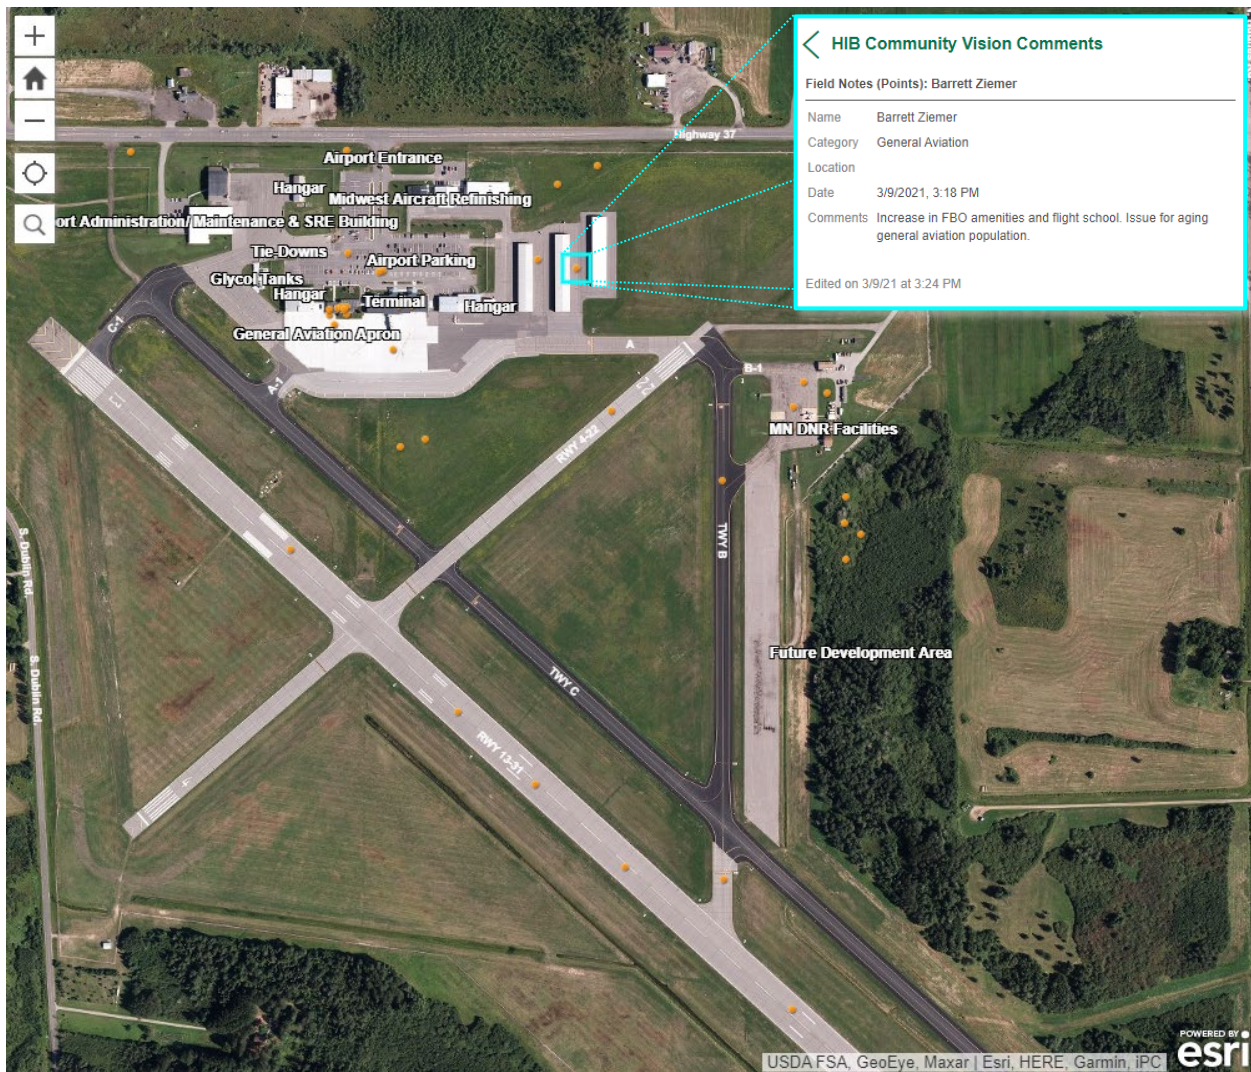 HIB Community Vision Comments
Field Notes (Points): Barrett Ziemer
Name Barrett Ziemer
Category General Aviation
Location
Date 3/9/2021, 3:18 PM
Comments Increase in FBO amenities and flight school. Issue for aging
general aviation population.
Edited on 3/9/21 at 3:24 PM
Highway 37
Airport Entrance
Hangar
Midwest Aircraft Refinishing
ort Administration/Maintenance & SRE Building
Tie-Downs
Airport Parking
Glycol Tanks
Hangar
Terminal
Hangar
General Aviation Apron
C-1
A
A-1
B-1
22
13
RWY 4-22
MN DNR Facilities
TWY B
S. Dublin Rd.
S. Dublin Rd.
Future Development Area
TWY C
RWY 13-31
4
POWERED BY
esri
USDA FSA, GeoEye, Maxar | Esri, HERE, Garmin, iPC